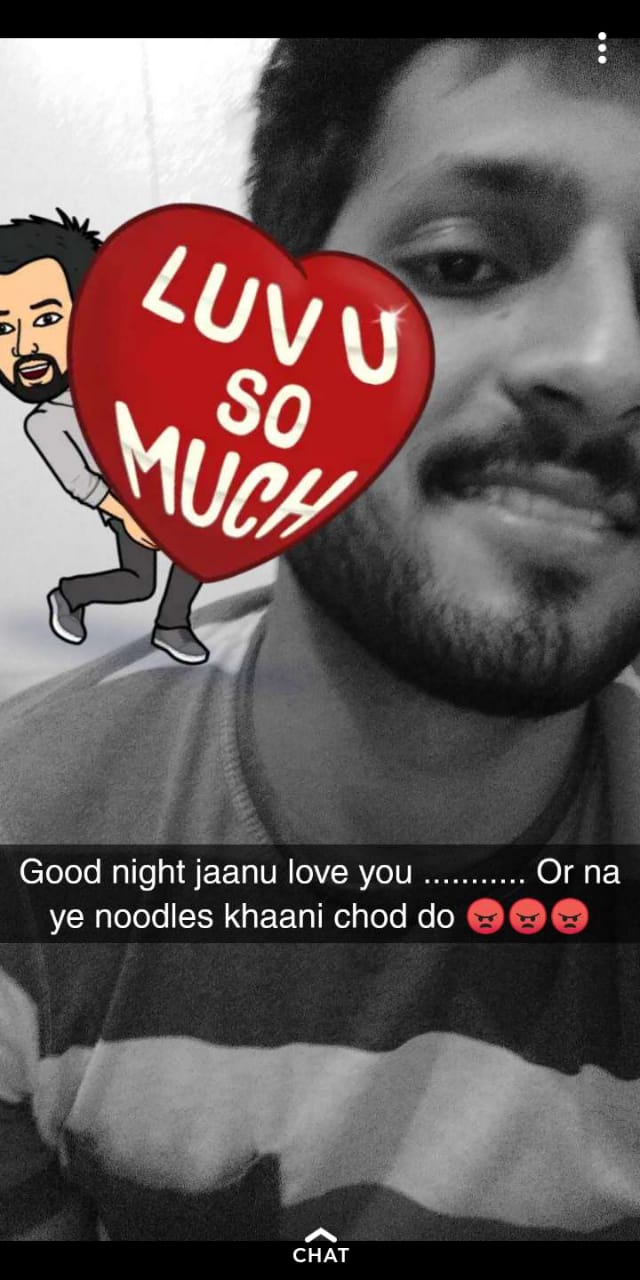 LUV U
SO
MUCH
Good night jaanu love you ........... Or na
ye noodles khaani chod do 😡😡😡
CHAT